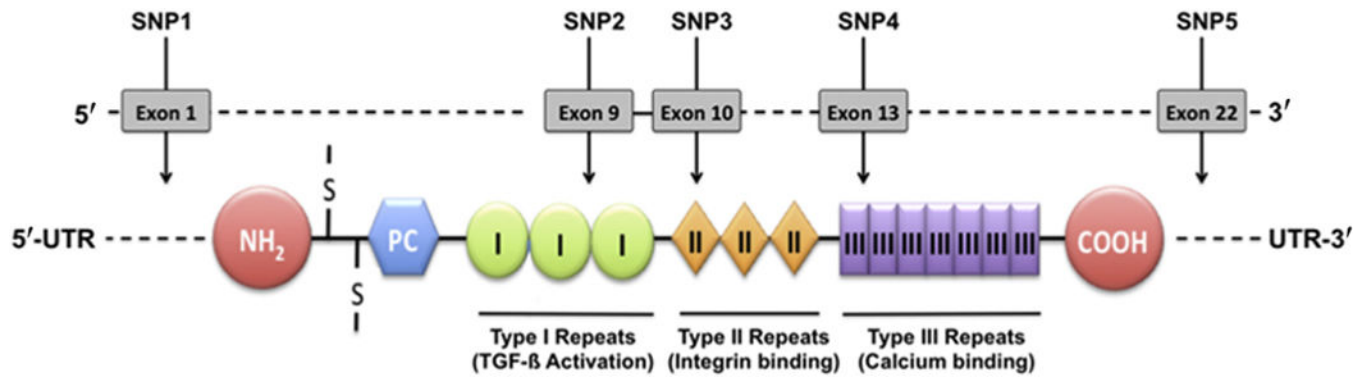 SNP1 SNP2 SNP3 SNP4 SNP5
5′ Exon 1 Exon 9 Exon 10 Exon 13 Exon 22 3′
I
S
5′-UTR NH₂ PC I I I II II II III III III III III III III COOH UTR-3′
S
I
Type I Repeats Type II Repeats Type III Repeats
(TGF-ß Activation) (Integrin binding) (Calcium binding)